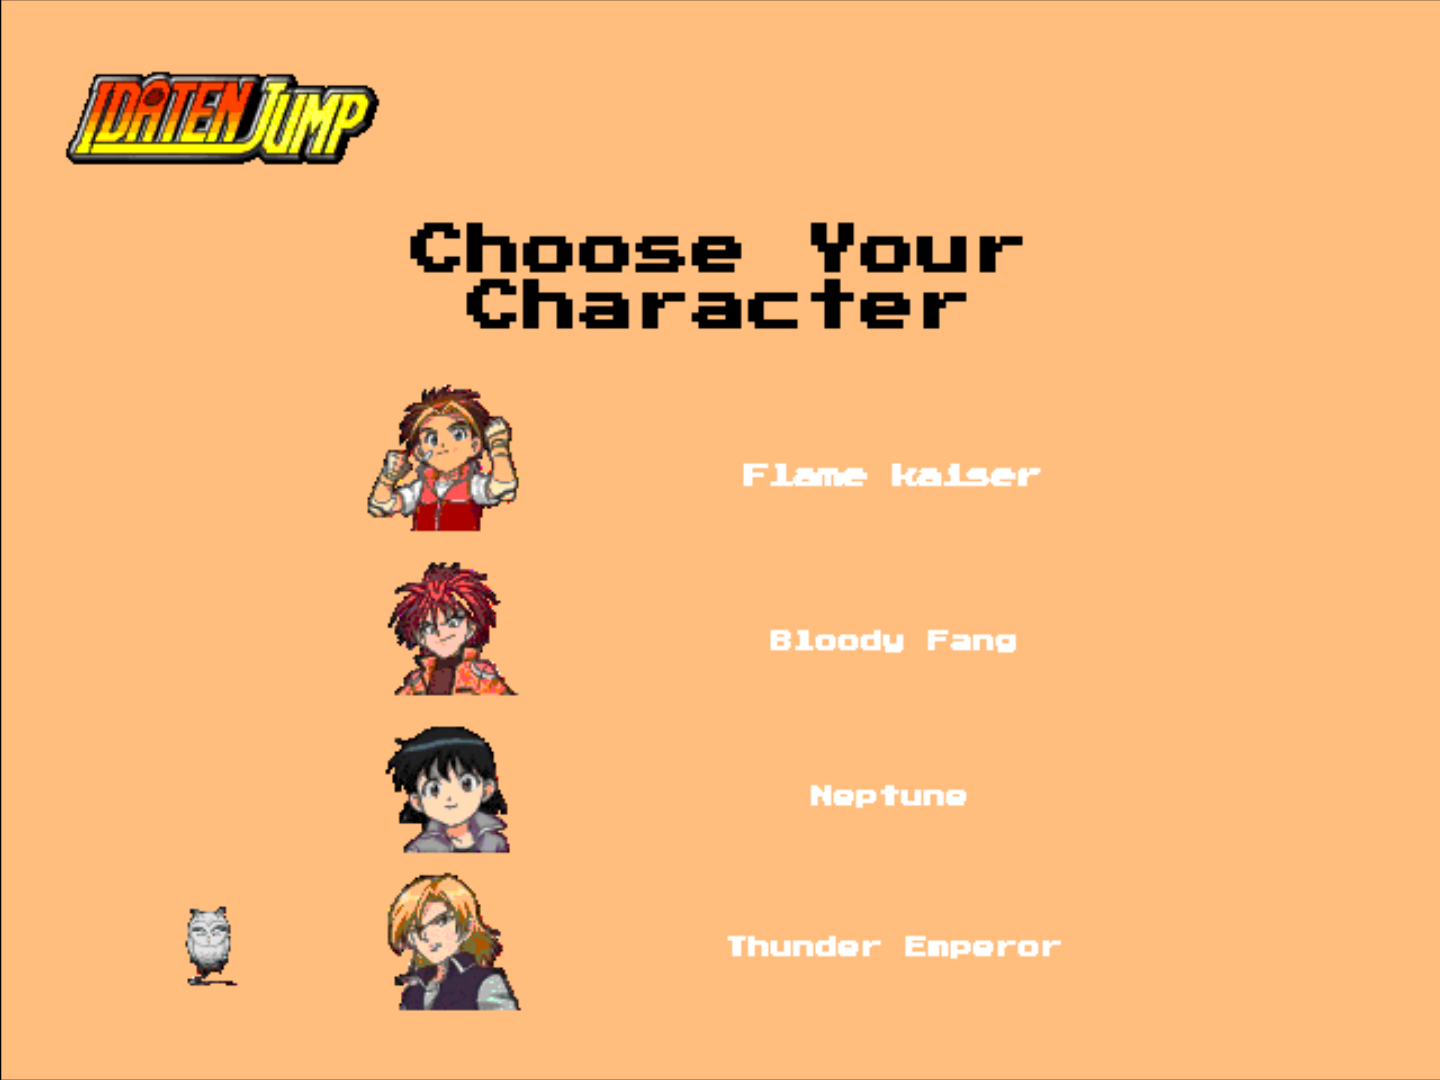 IDATEN JUMP
Choose Your
Character
Flame kaiser
Bloody Fang
Neptune
Thunder Emperor